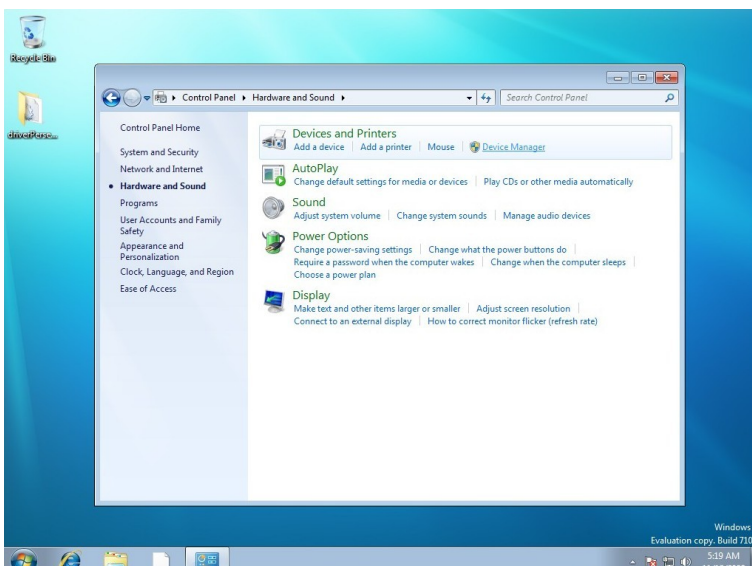 Recycle Bin
Control Panel ▸ Hardware and Sound ▸
Search Control Panel
driverPerso...
Control Panel Home
System and Security
Network and Internet
Hardware and Sound
Programs
User Accounts and Family
Safety
Appearance and
Personalization
Clock, Language, and Region
Ease of Access
Devices and Printers
Add a device | Add a printer | Mouse | Device Manager
AutoPlay
Change default settings for media or devices | Play CDs or other media automatically
Sound
Adjust system volume | Change system sounds | Manage audio devices
Power Options
Change power-saving settings | Change what the power buttons do
Require a password when the computer wakes | Change when the computer sleeps
Choose a power plan
Display
Make text and other items larger or smaller | Adjust screen resolution
Connect to an external display | How to correct monitor flicker (refresh rate)
Windows
Evaluation copy. Build 710
5:19 AM